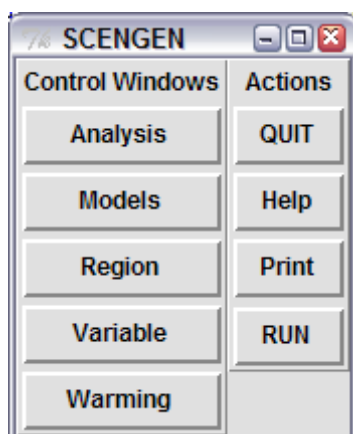 SCENGEN
Control Windows Actions
Analysis QUIT
Models Help
Region Print
Variable RUN
Warming